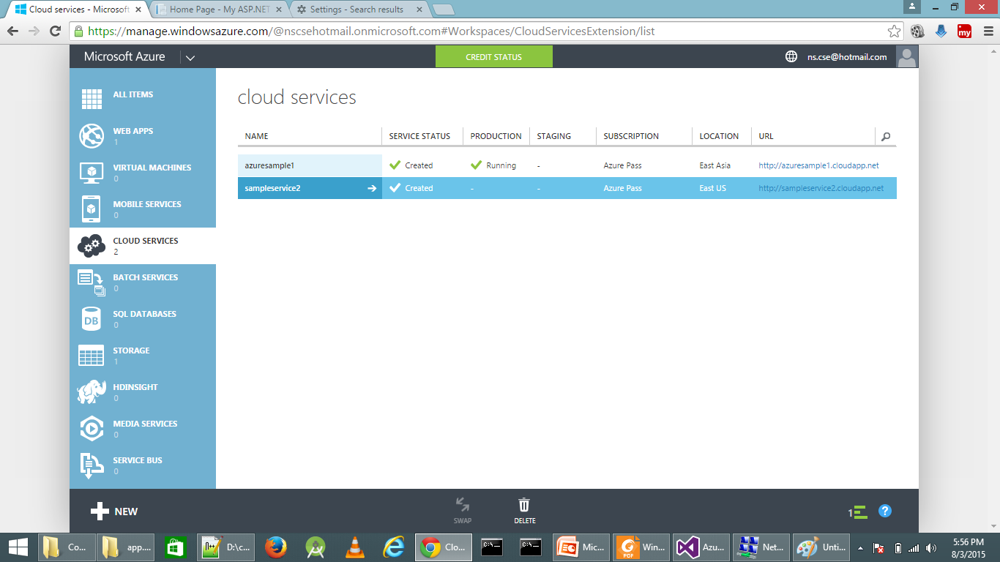 Cloud services - Microsoft
Home Page - My ASP.NET
Settings - Search results
https://manage.windowsazure.com/@nscsehotmail.onmicrosoft.com#Workspaces/CloudServicesExtension/list
my
Microsoft Azure
CREDIT STATUS
ns.cse@hotmail.com
ALL ITEMS
WEB APPS
1
VIRTUAL MACHINES
0
MOBILE SERVICES
0
CLOUD SERVICES
2
BATCH SERVICES
0
DB
SQL DATABASES
0
STORAGE
1
HDINSIGHT
0
MEDIA SERVICES
0
SERVICE BUS
0
cloud services
NAME SERVICE STATUS PRODUCTION STAGING SUBSCRIPTION LOCATION URL
azuresample1 Created Running - Azure Pass East Asia http://azuresample1.cloudapp.net
sampleservice2 Created - - Azure Pass East US http://sampleservice2.cloudapp.net
NEW
SWAP
DELETE
1
?
Co...
app....
D:\c...
Clo...
C:\_
C:\_
Mic...
PDF
Win...
Azu...
Net...
Unti...
5:56 PM
8/3/2015